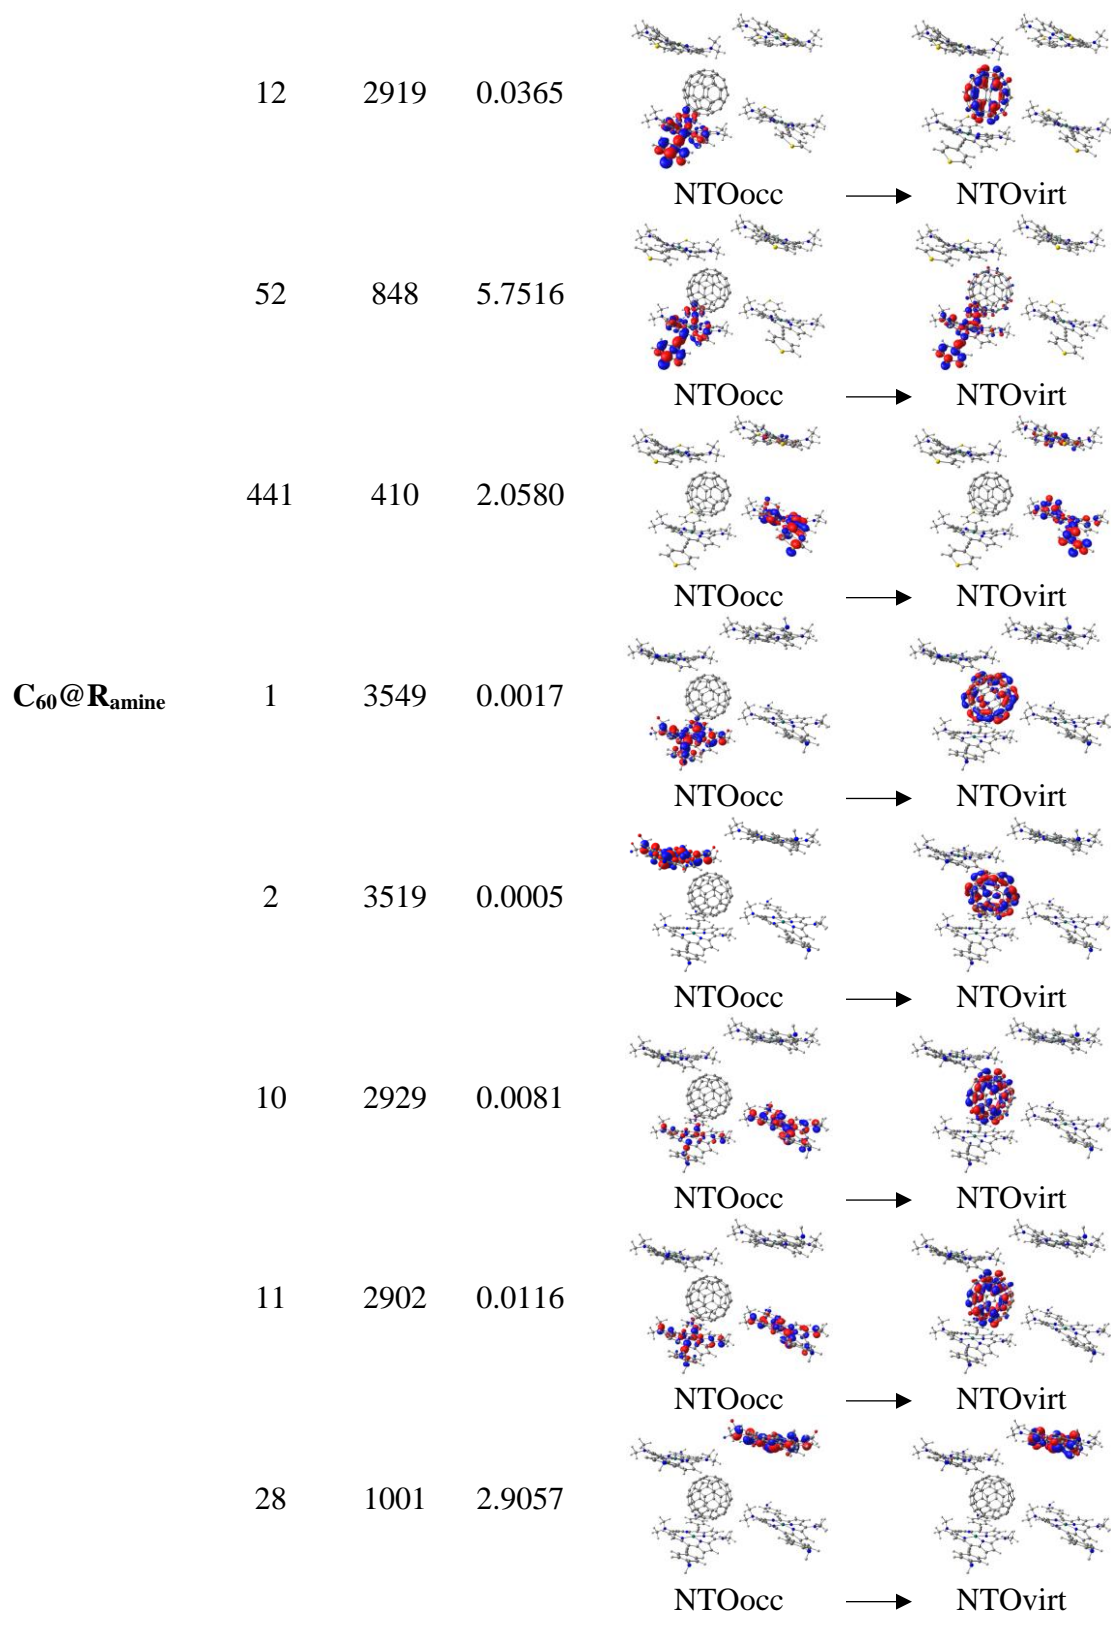 12 2919 0.0365
NTOocc → NTOvirt
52 848 5.7516
NTOocc → NTOvirt
441 410 2.0580
NTOocc → NTOvirt
C₆₀@Rₐₘᵢₙₑ 1 3549 0.0017
NTOocc → NTOvirt
2 3519 0.0005
NTOocc → NTOvirt
10 2929 0.0081
NTOocc → NTOvirt
11 2902 0.0116
NTOocc → NTOvirt
28 1001 2.9057
NTOocc → NTOvirt